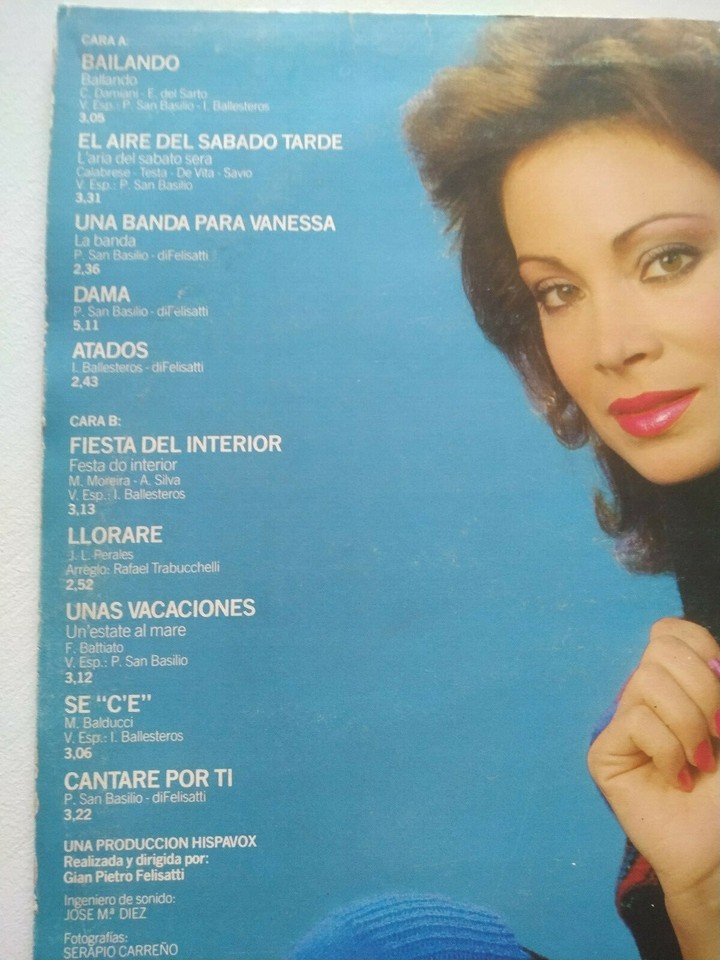 CARA A:
BAILANDO
Bailando
C. Damiani - E. del Sarto
V. Esp.: P. San Basilio - I. Ballesteros
3,05
EL AIRE DEL SABADO TARDE
L'aria del sabato sera
Calabrese - Testa - De Vita - Savio
V. Esp.: P. San Basilio
3,31
UNA BANDA PARA VANESSA
La banda
P. San Basilio - diFelisatti
2,36
DAMA
P. San Basilio - diFelisatti
5,11
ATADOS
I. Ballesteros - diFelisatti
2,43
CARA B:
FIESTA DEL INTERIOR
Festa do interior
M. Moreira - A. Silva
V. Esp.: I. Ballesteros
3,13
LLORARE
J. L. Perales
Arreglo: Rafael Trabucchelli
2,52
UNAS VACACIONES
Un'estate al mare
F. Battiato
V. Esp.: P. San Basilio
3,12
SE "C'E"
M. Balducci
V. Esp.: I. Ballesteros
3,06
CANTARE POR TI
P. San Basilio - diFelisatti
3,22
UNA PRODUCCION HISPAVOX
Realizada y dirigida por:
Gian Pietro Felisatti
Ingeniero de sonido:
JOSE Mª DIEZ
Fotografías:
SERAPIO CARREÑO